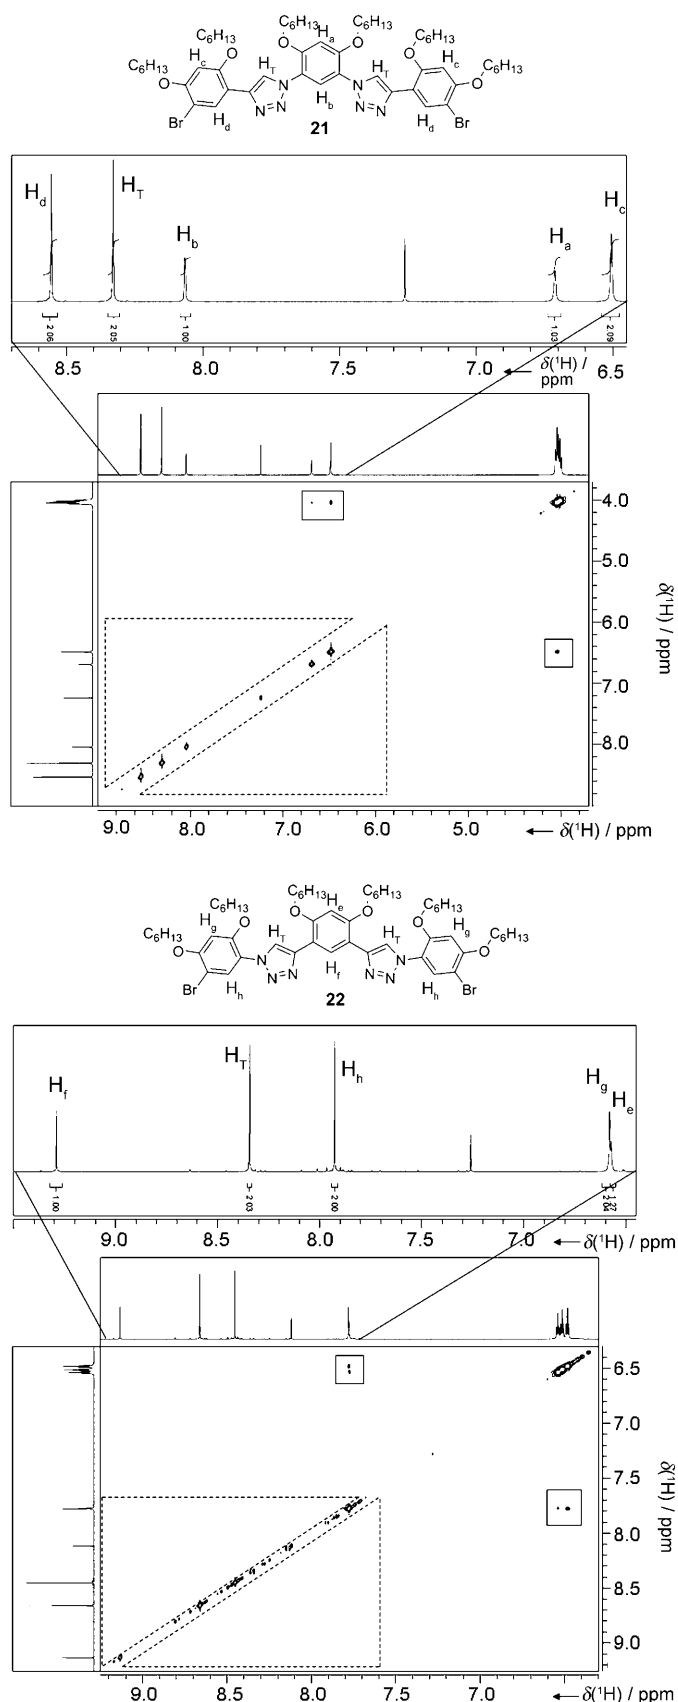 C6H13 C6H13 C6H13 C6H13
C6H13 Hc O O Ha O O Hc C6H13
O HT HT O
Br N N=N N N=N Br
Hd Hb Hd
21
Hd HT Hb Ha Hc
2.06 2.05 1.00 1.03 2.09
8.5 8.0 7.5 7.0 6.5
← δ(¹H) / ppm
4.0
5.0
6.0
7.0
8.0
δ(¹H) / ppm
9.0 8.0 7.0 6.0 5.0
← δ(¹H) / ppm
C6H13 C6H13 He C6H13 C6H13
C6H13 Hg O O O O Hg C6H13
O HT HT O
Br N N=N N=N N Br
Hh Hf Hh
22
Hf HT Hh Hg He
1.00 2.03 2.00
9.0 8.5 8.0 7.5 7.0
← δ(¹H) / ppm
6.5
7.0
7.5
8.0
8.5
9.0
δ(¹H) / ppm
9.0 8.5 8.0 7.5 7.0 6.5
← δ(¹H) / ppm